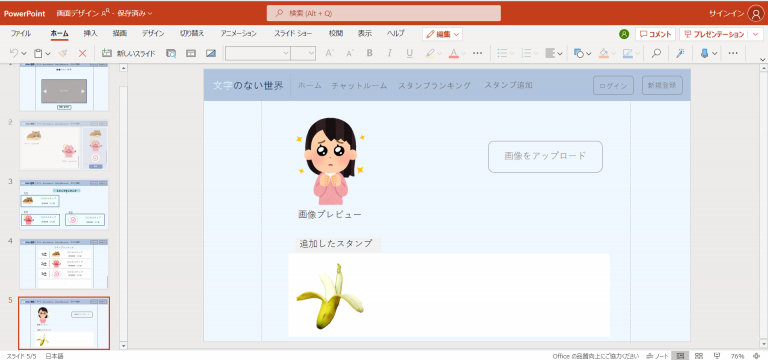 PowerPoint 画面デザイン - 保存済み
検索 (Alt + Q)
サインイン
ファイル ホーム 挿入 描画 デザイン 切り替え アニメーション スライド ショー 校閲 表示 ヘルプ 編集 コメント プレゼンテーション
新しいスライド
B I U A
文字のない世界 ホーム チャットルーム スタンプランキング スタンプ追加 ログイン 新規登録
画像をアップロード
画像プレビュー
追加したスタンプ
2
3
4
5
スライド 5/5 日本語 Office の品質向上にご協力ください ノート 76%